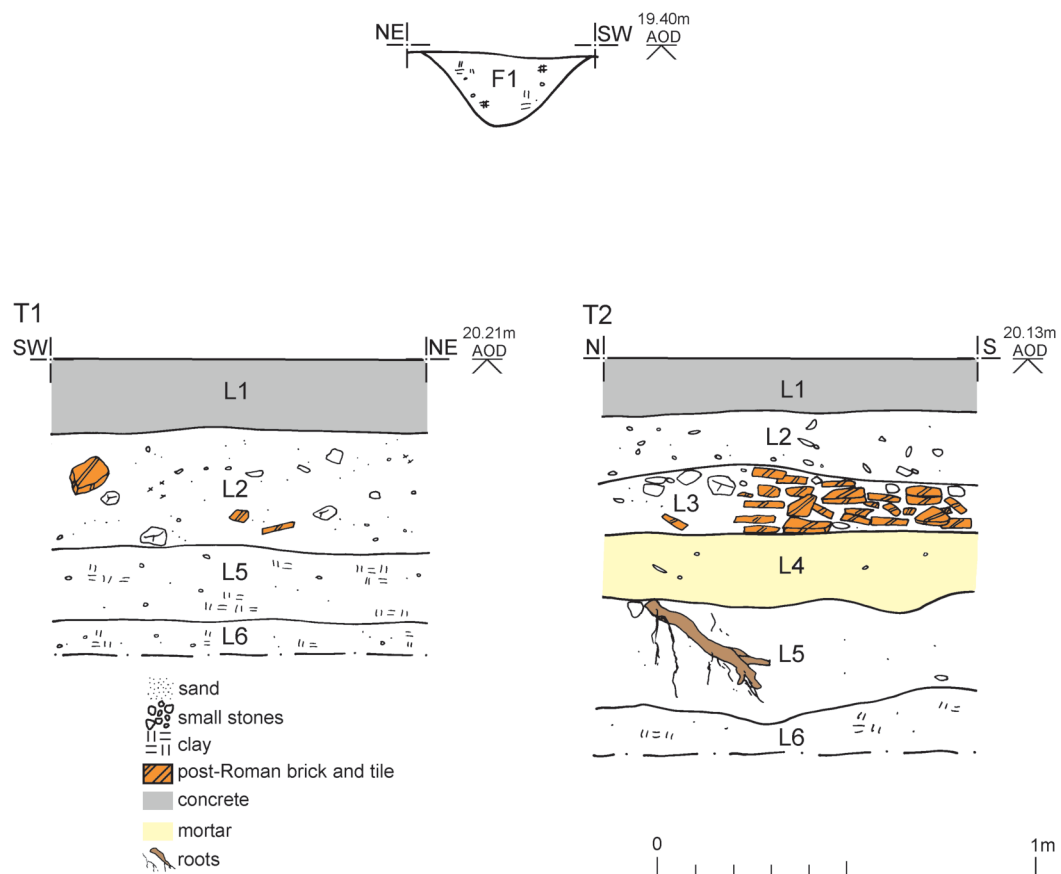 NE SW 19.40m
AOD
F1
T1
SW NE 20.21m
AOD
L1
L2
L5
L6
T2
N S 20.13m
AOD
L1
L2
L3
L4
L5
L6
sand
small stones
clay
post-Roman brick and tile
concrete
mortar
roots
0 1m